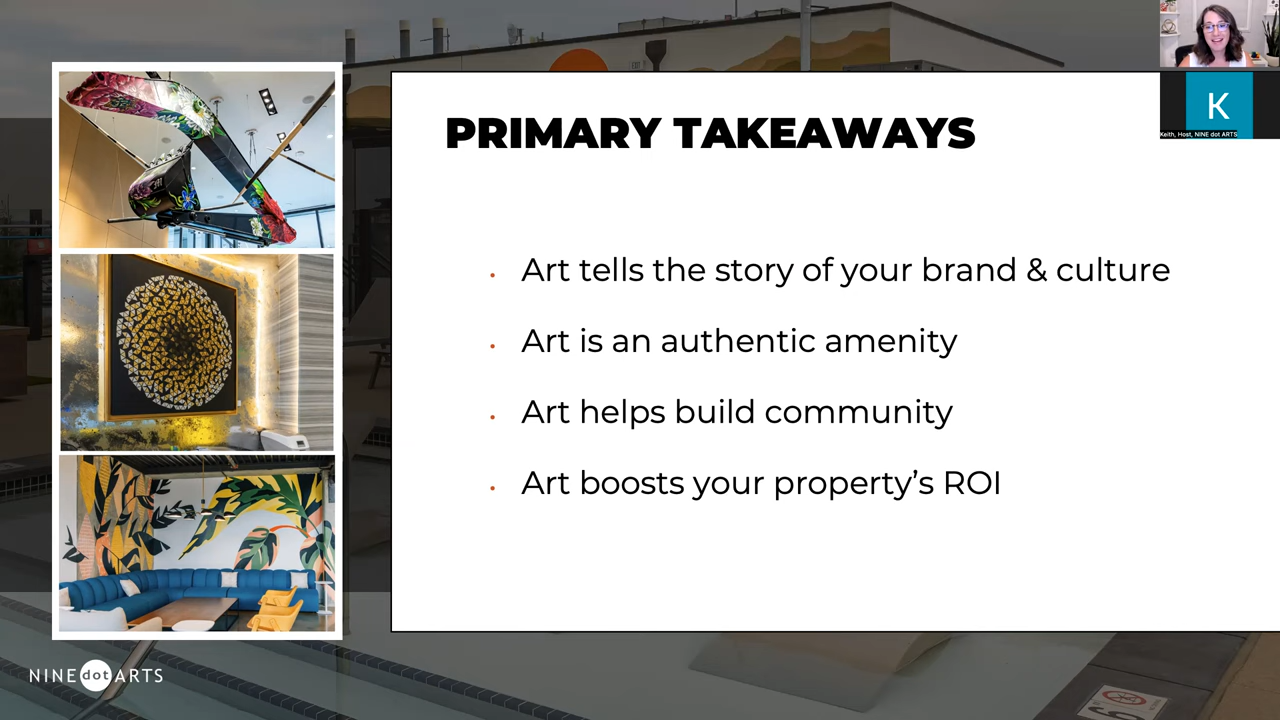 PRIMARY TAKEAWAYS
K
Keith, Host, NINE dot ARTS
• Art tells the story of your brand & culture
• Art is an authentic amenity
• Art helps build community
• Art boosts your property’s ROI
NINE dot ARTS